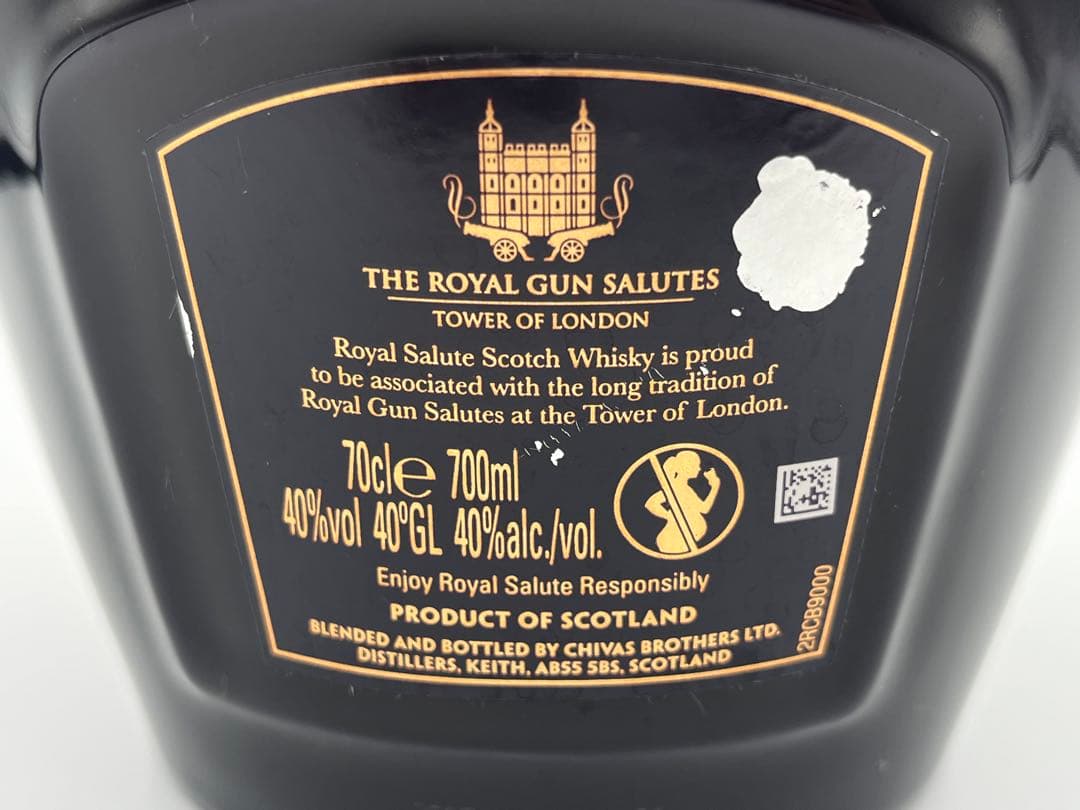 THE ROYAL GUN SALUTES
TOWER OF LONDON
Royal Salute Scotch Whisky is proud
to be associated with the long tradition of
Royal Gun Salutes at the Tower of London.
70cl℮ 700ml
40%vol 40°GL 40%alc./vol.
Enjoy Royal Salute Responsibly
PRODUCT OF SCOTLAND
BLENDED AND BOTTLED BY CHIVAS BROTHERS LTD.
DISTILLERS, KEITH, AB55 5BS, SCOTLAND
2RCB9000